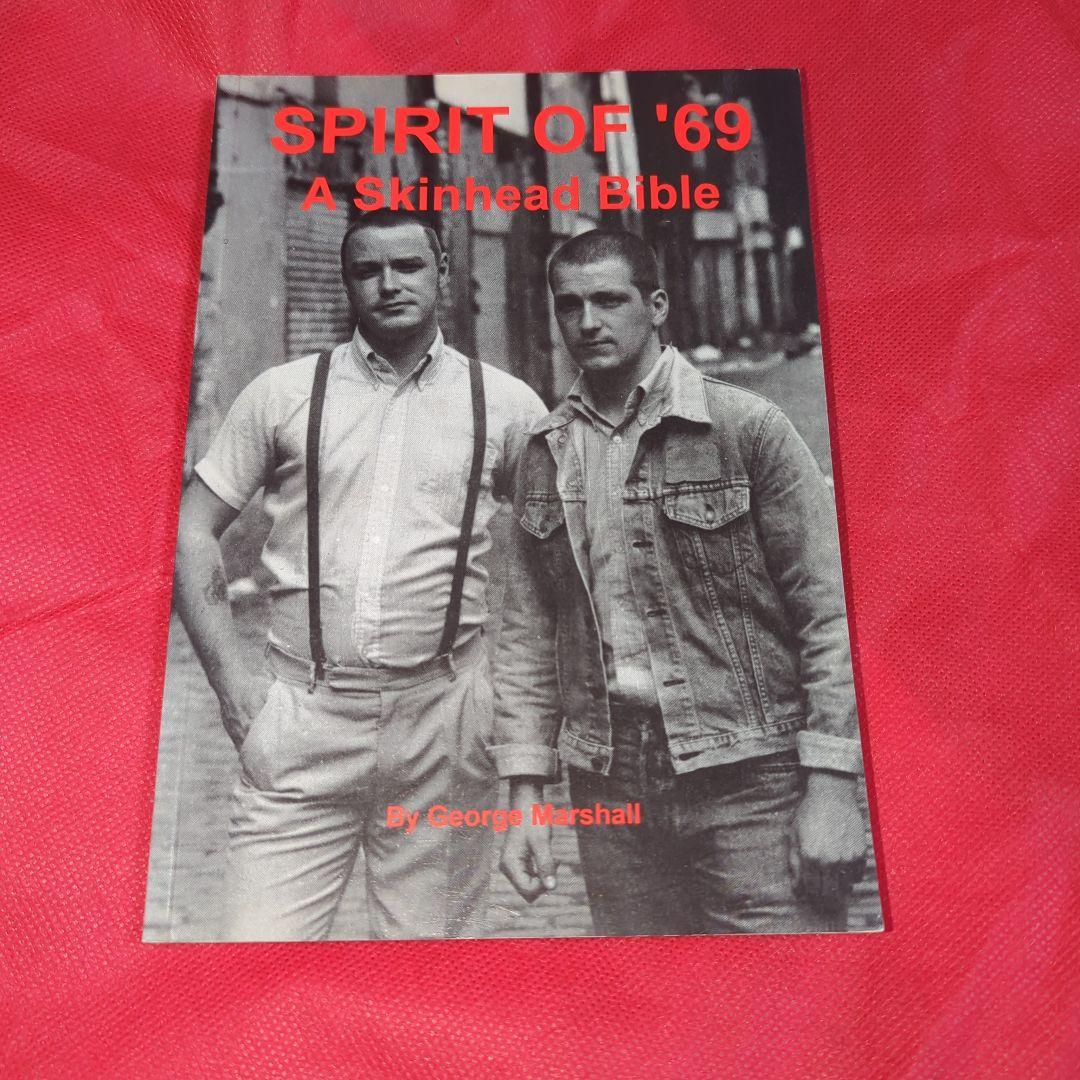 SPIRIT OF '69
A Skinhead Bible
By George Marshall